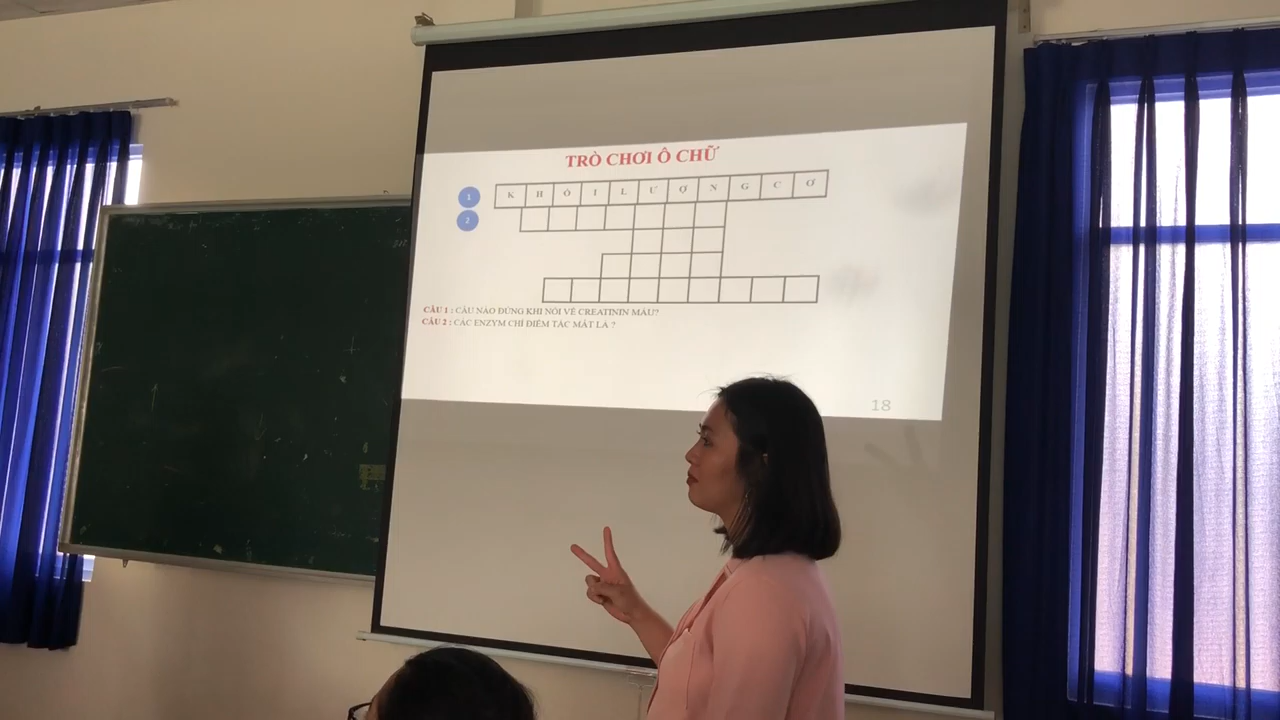 TRÒ CHƠI Ô CHỮ
1 K H Ố I L Ư Ợ N G C Ơ
2
CÂU 1 : CÂU NÀO ĐÚNG KHI NÓI VỀ CREATININ MÁU?
CÂU 2 : CÁC ENZYM CHỈ ĐIỂM TẮC MẬT LÀ ?
18